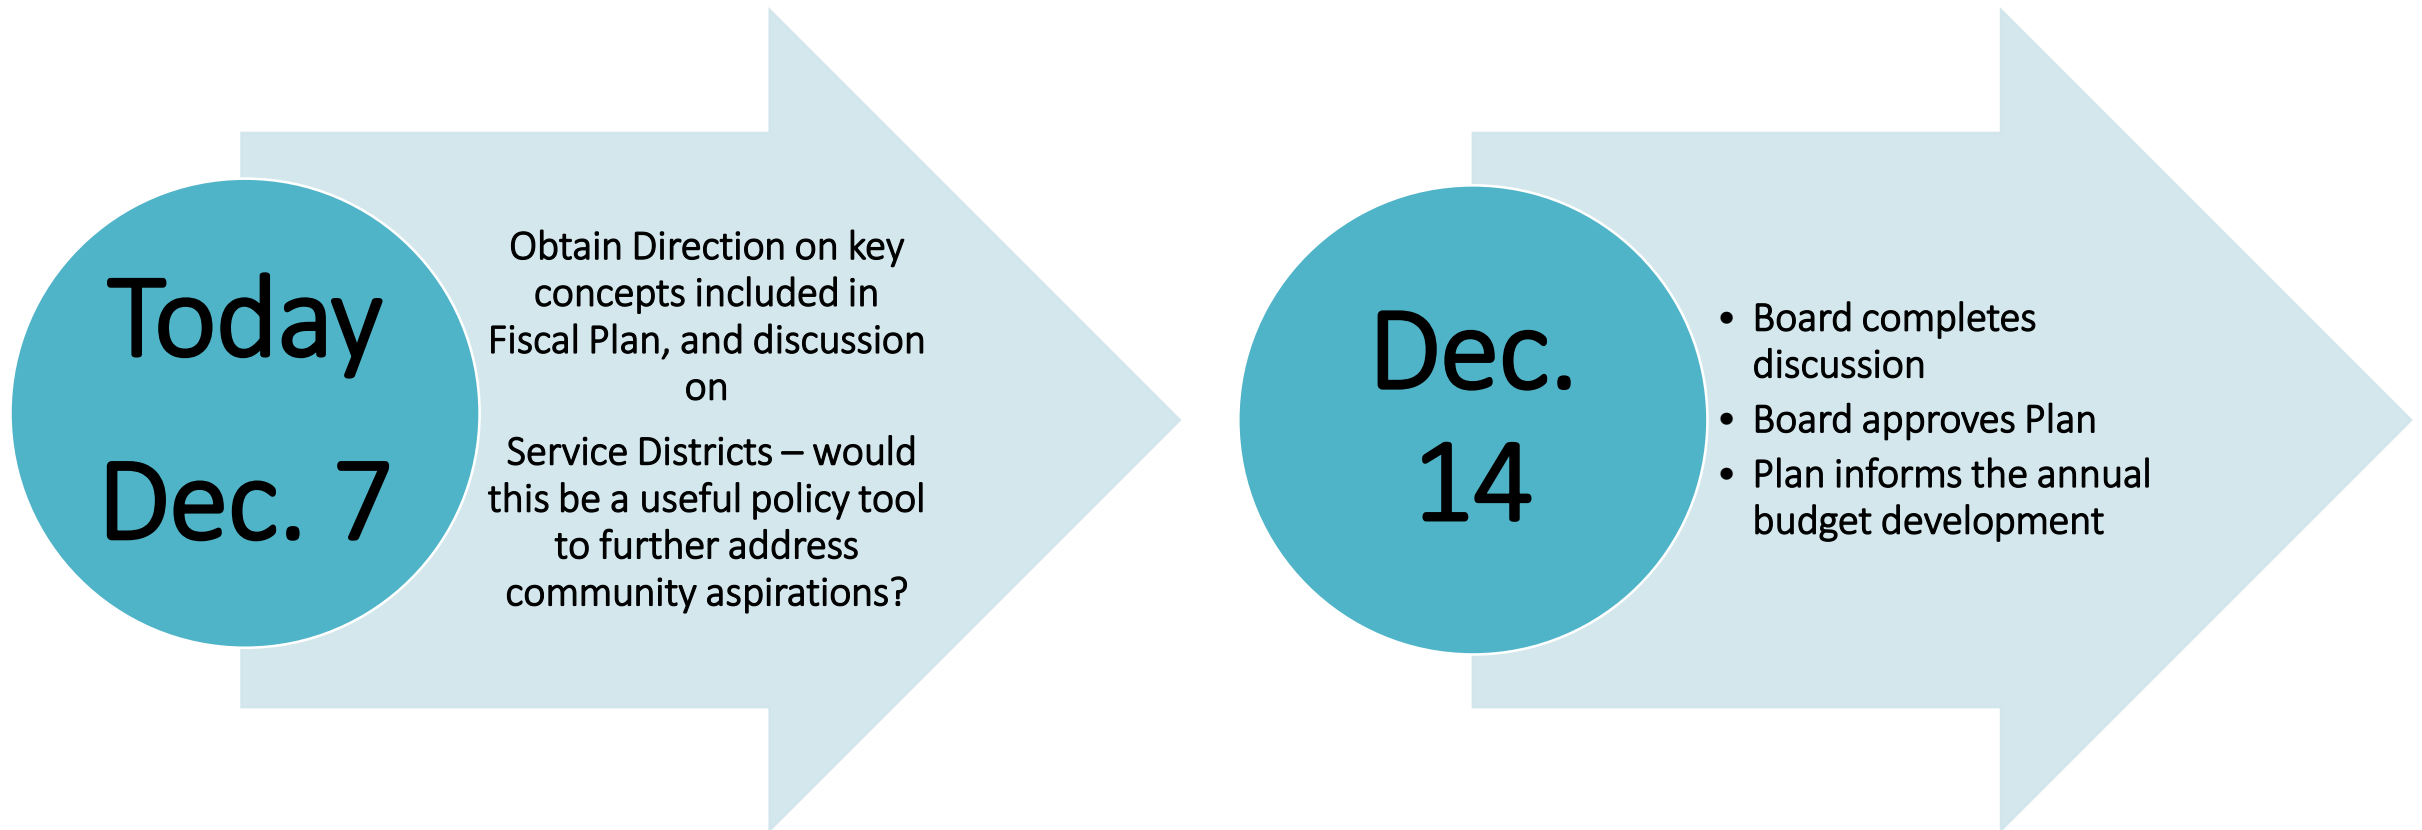 Today
Dec. 7
Obtain Direction on key
concepts included in
Fiscal Plan, and discussion
on
Service Districts – would
this be a useful policy tool
to further address
community aspirations?
Dec.
14
• Board completes
discussion
• Board approves Plan
• Plan informs the annual
budget development